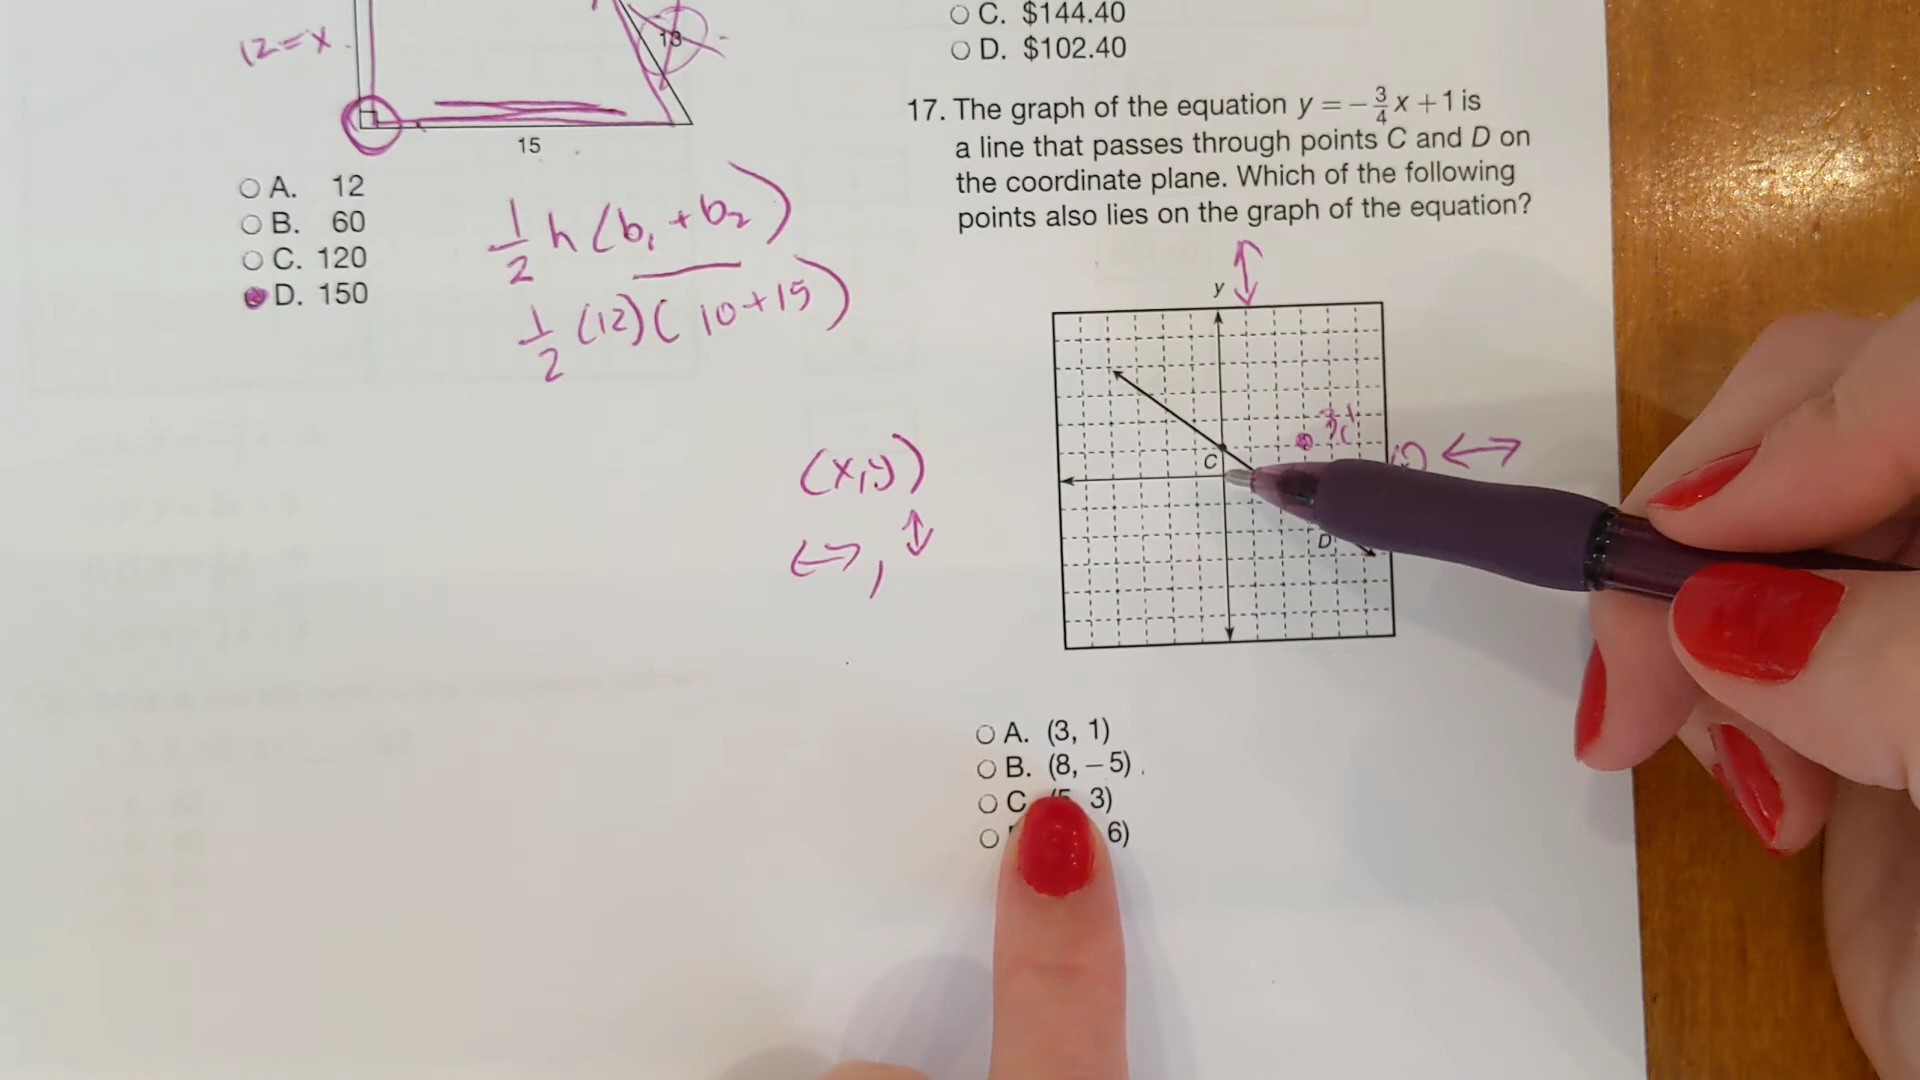 12=x
13
15
A. 12
B. 60
C. 120
D. 150
1/2 h (b1 + b2)
1/2 (12)(10+15)
(x,y)
C. $144.40
D. $102.40
17. The graph of the equation y = -3/4 x + 1 is
a line that passes through points C and D on
the coordinate plane. Which of the following
points also lies on the graph of the equation?
y
C
D
A. (3, 1)
B. (8, – 5)
C 3)
6)